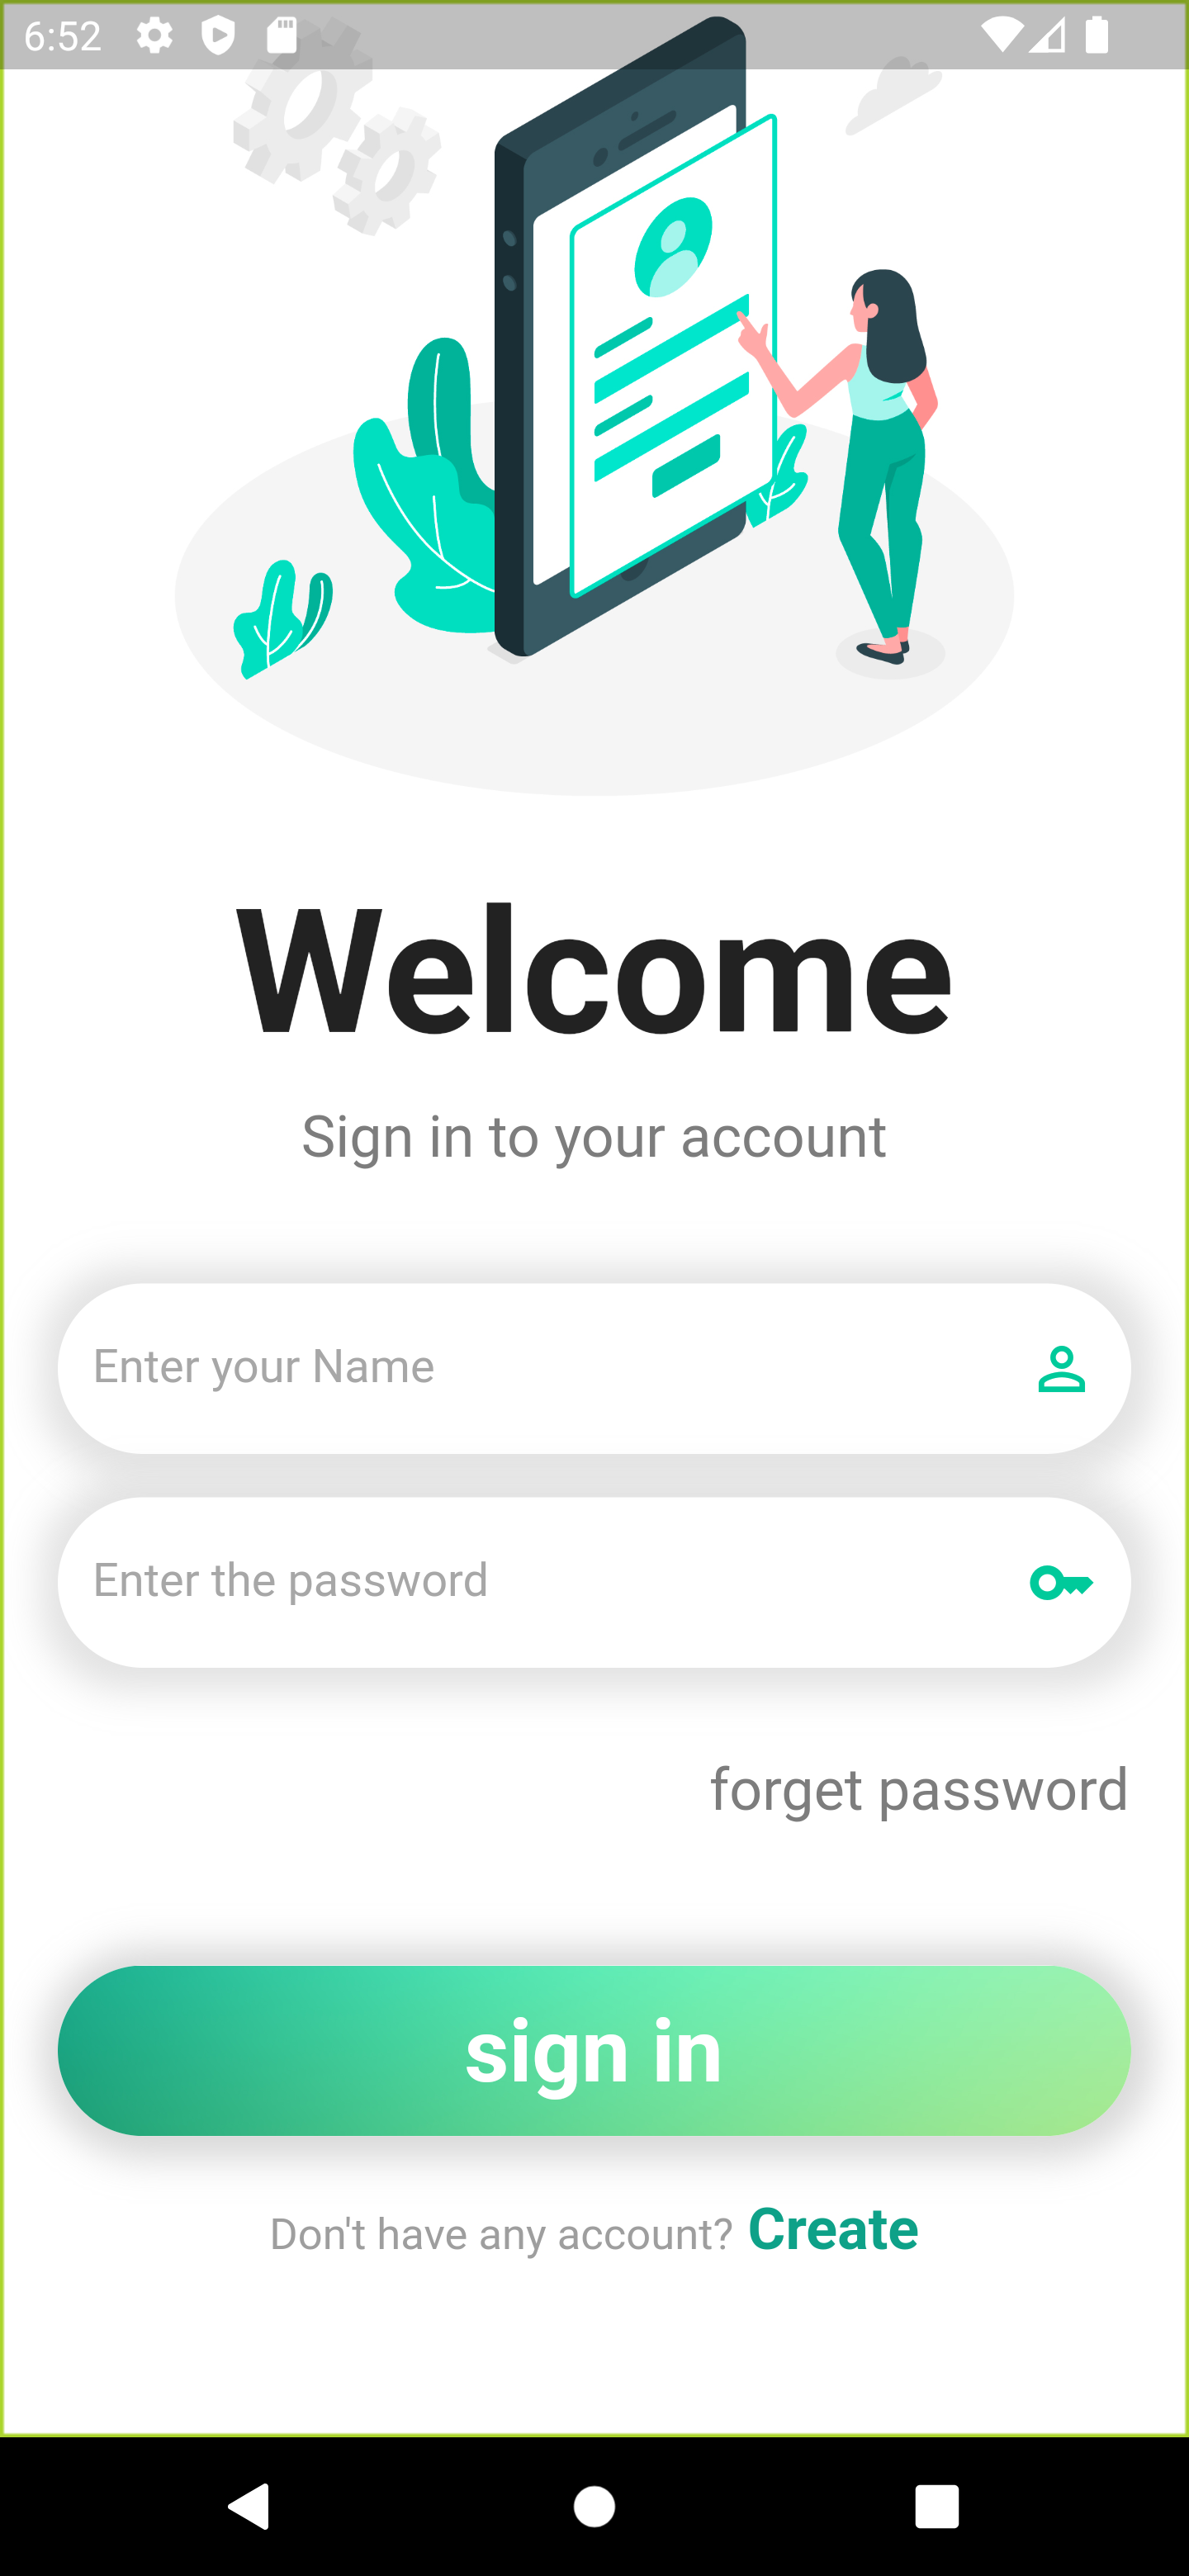 6:52
Welcome
Sign in to your account
Enter your Name
Enter the password
forget password
sign in
Don't have any account? Create